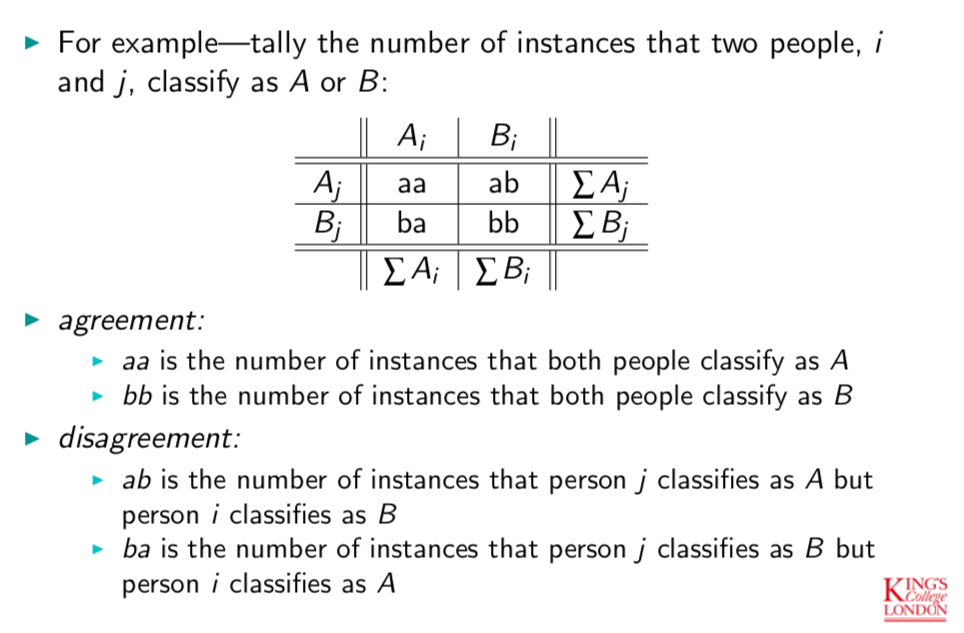 ► For example—tally the number of instances that two people, i
and j, classify as A or B:
A_i B_i
A_j aa ab ∑ A_j
B_j ba bb ∑ B_j
∑ A_i ∑ B_i
► agreement:
► aa is the number of instances that both people classify as A
► bb is the number of instances that both people classify as B
► disagreement:
► ab is the number of instances that person j classifies as A but
person i classifies as B
► ba is the number of instances that person j classifies as B but
person i classifies as A
KING'S
College
LONDON